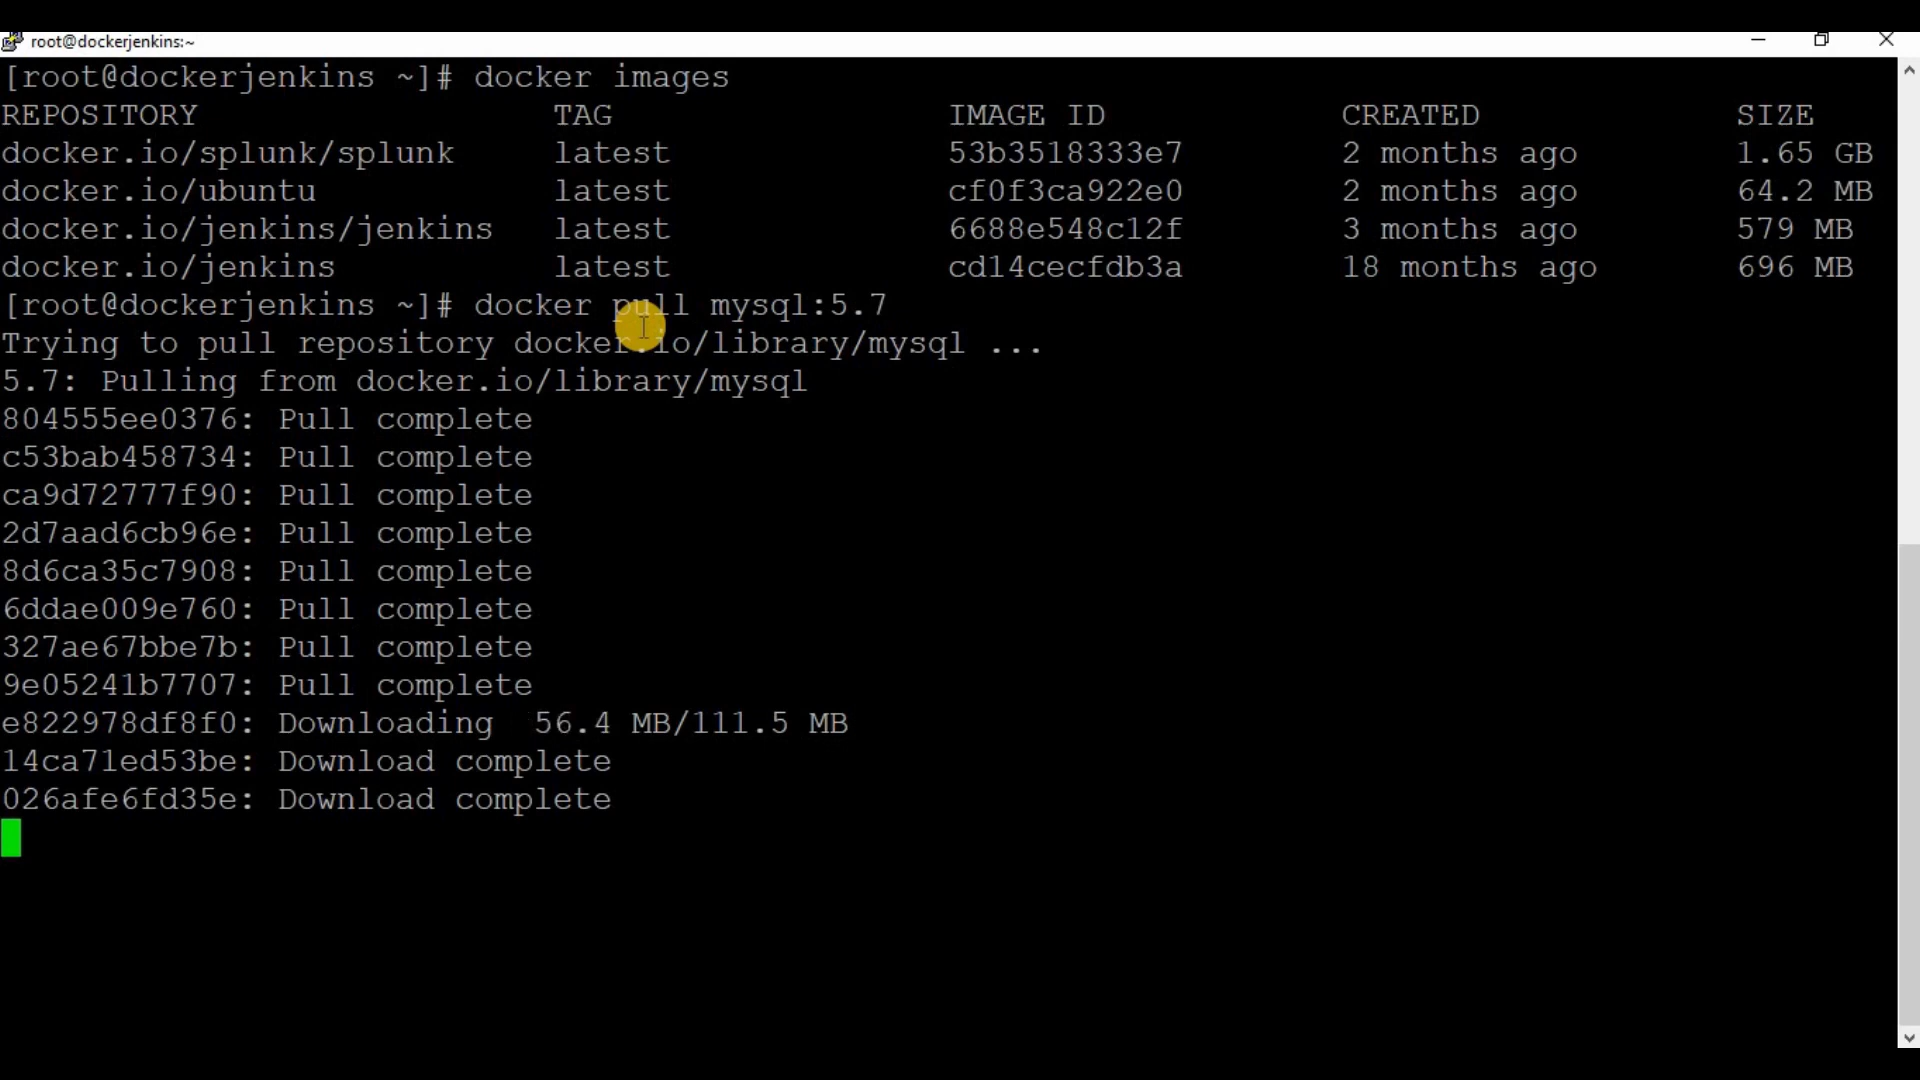 root@dockerjenkins:~
[root@dockerjenkins ~]# docker images
REPOSITORY TAG IMAGE ID CREATED SIZE
docker.io/splunk/splunk latest 53b3518333e7 2 months ago 1.65 GB
docker.io/ubuntu latest cf0f3ca922e0 2 months ago 64.2 MB
docker.io/jenkins/jenkins latest 6688e548c12f 3 months ago 579 MB
docker.io/jenkins latest cd14cecfdb3a 18 months ago 696 MB
[root@dockerjenkins ~]# docker pull mysql:5.7
Trying to pull repository docker.io/library/mysql ...
5.7: Pulling from docker.io/library/mysql
804555ee0376: Pull complete
c53bab458734: Pull complete
ca9d72777f90: Pull complete
2d7aad6cb96e: Pull complete
8d6ca35c7908: Pull complete
6ddae009e760: Pull complete
327ae67bbe7b: Pull complete
9e05241b7707: Pull complete
e822978df8f0: Downloading 56.4 MB/111.5 MB
14ca71ed53be: Download complete
026afe6fd35e: Download complete